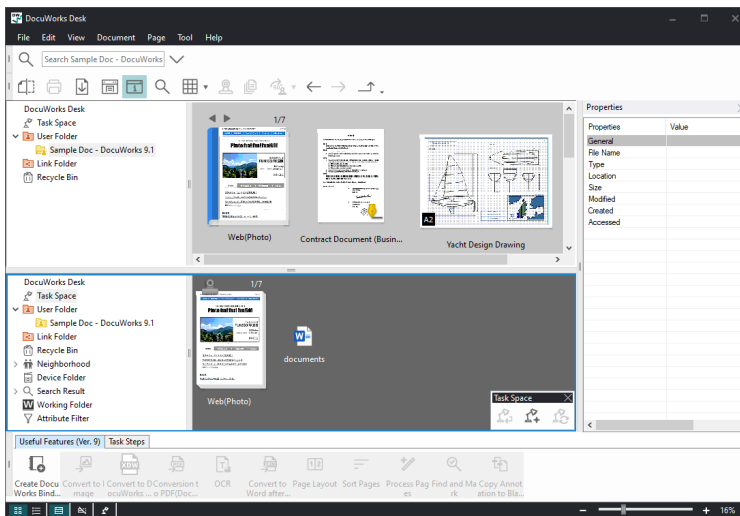 DocuWorks Desk
File Edit View Document Page Tool Help
Search Sample Doc - DocuWorks
DocuWorks Desk
Task Space
User Folder
Sample Doc - DocuWorks 9.1
Link Folder
Recycle Bin
1/7
Web(Photo)
Contract Document (Busin...
A2
Yacht Design Drawing
Properties
Properties Value
General
File Name
Type
Location
Size
Modified
Created
Accessed
DocuWorks Desk
Task Space
User Folder
Sample Doc - DocuWorks 9.1
Link Folder
Recycle Bin
Neighborhood
Device Folder
Search Result
Working Folder
Attribute Filter
1/7
Web(Photo)
documents
Task Space
Useful Features (Ver. 9) Task Steps
Create Docu Convert to I Convert to D Conversion t OCR Convert to Page Layout Sort Pages Process Pag Find and Ma Copy Annot
Works Bind... mage ocuWorks ... o PDF(Doc... Word after... es rk ation to Bla...
16%